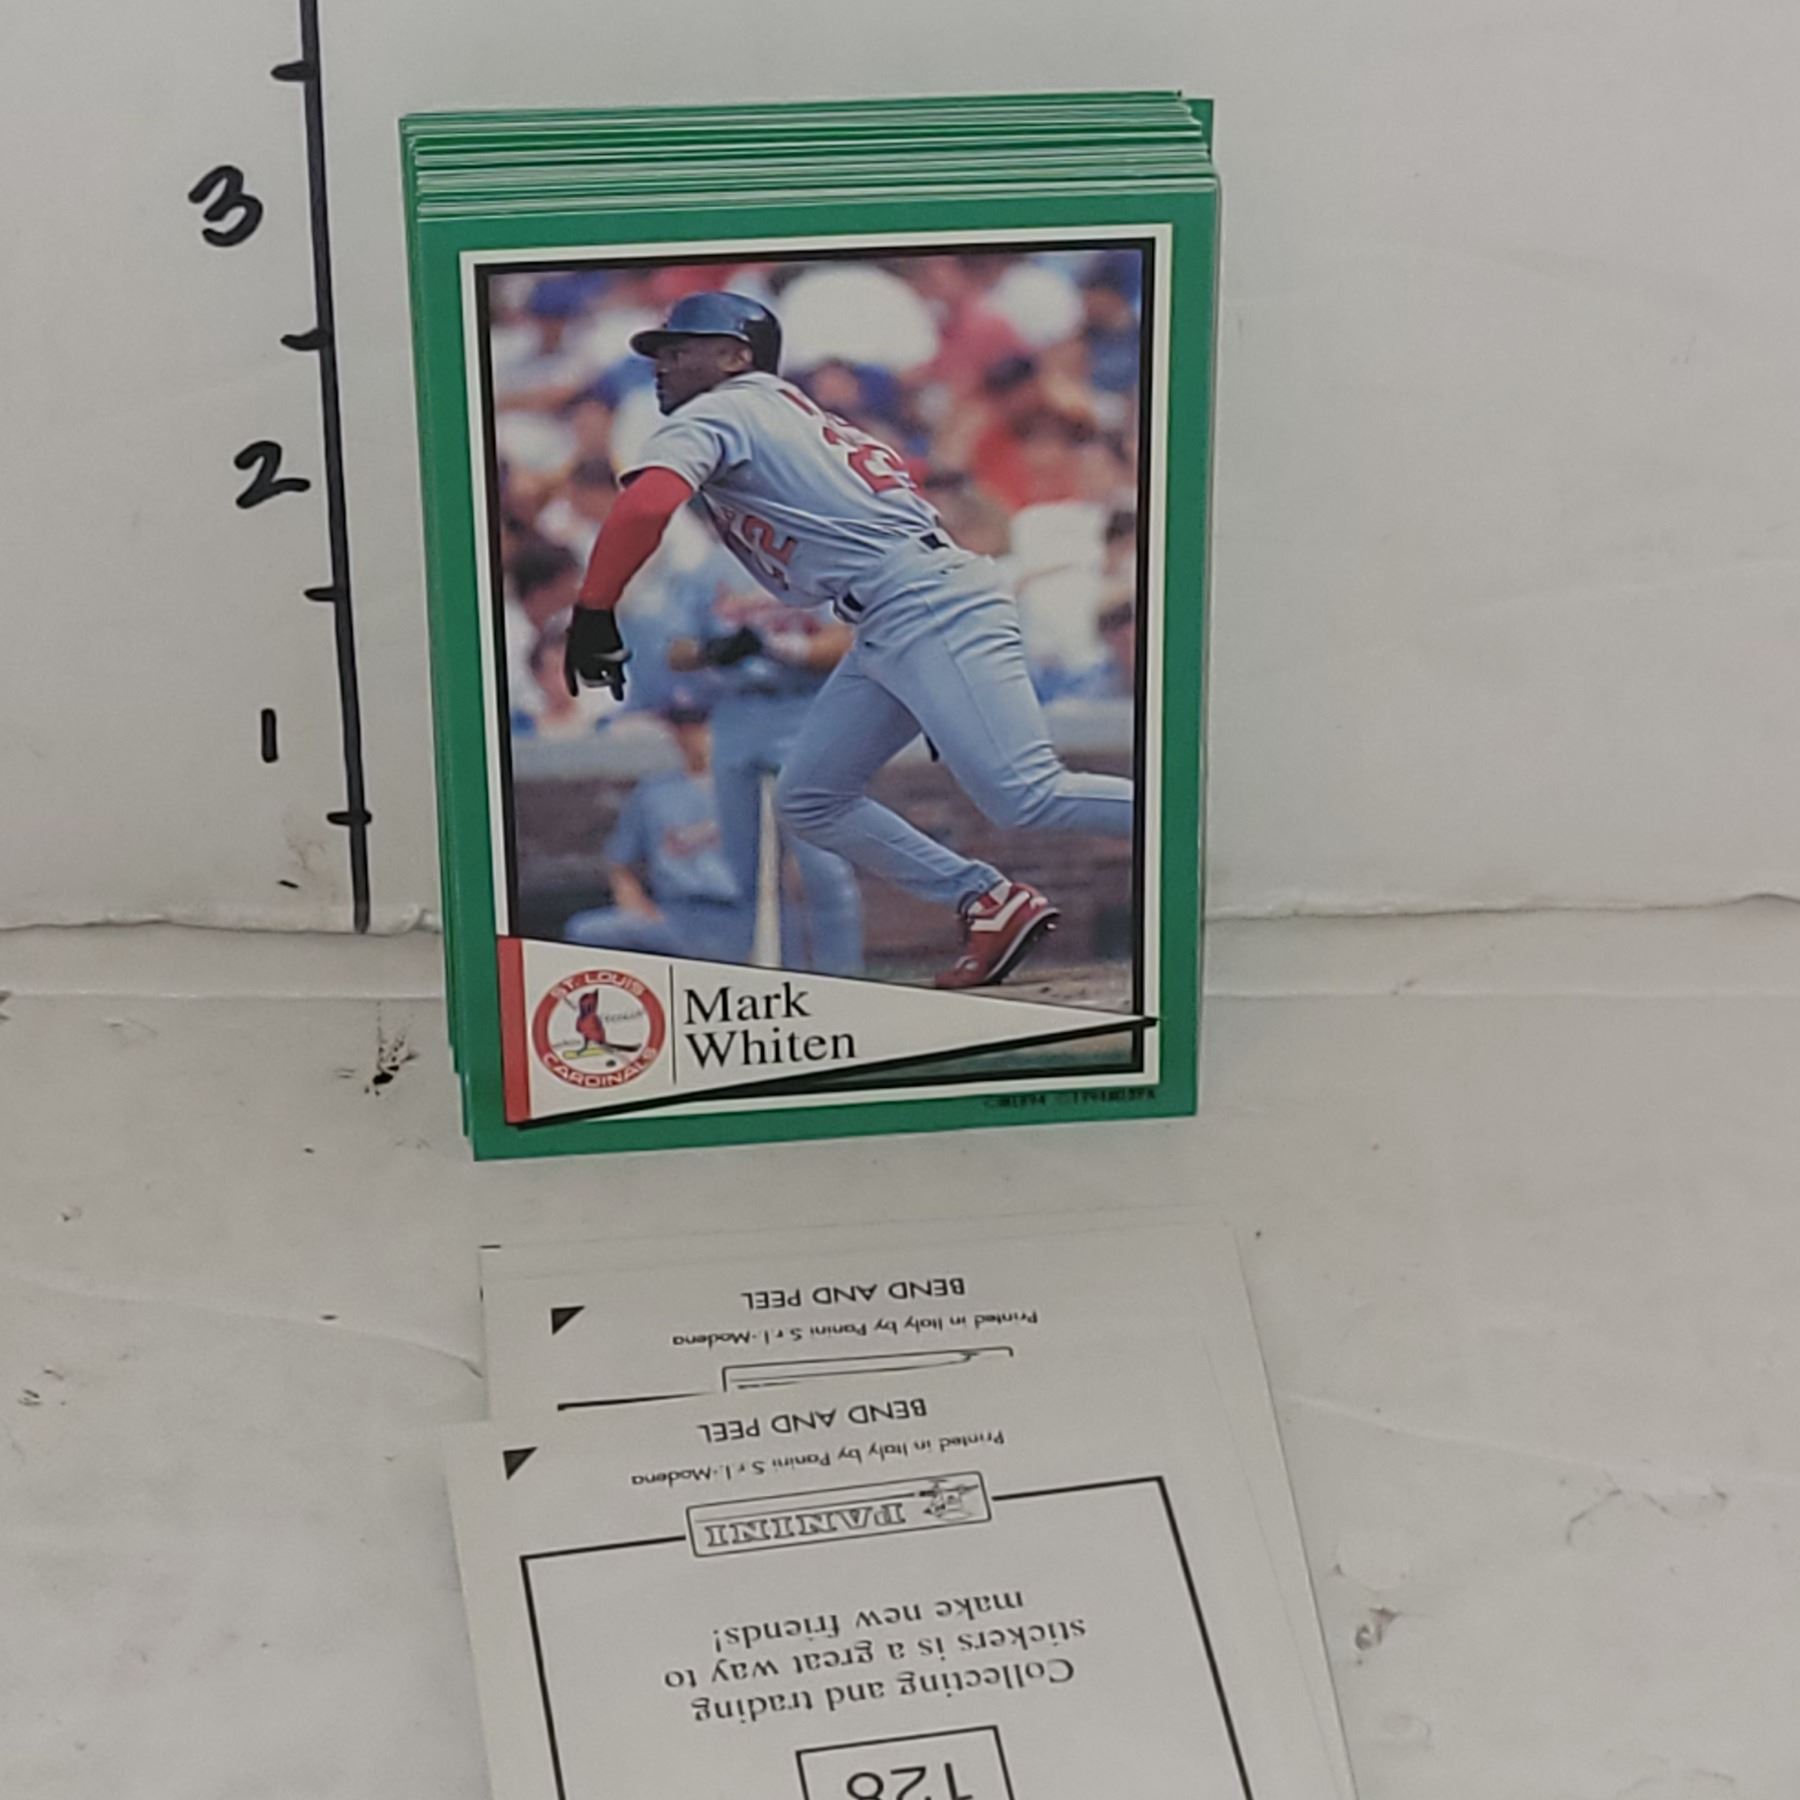 3
2
1
22
ST. LOUIS
CARDINALS
Mark
Whiten
BEND AND PEEL
Printed in Italy by Panini S.r.l.-Modena
BEND AND PEEL
Printed in Italy by Panini S.r.l.-Modena
PANINI
Collecting and trading
stickers is a great way to
make new friends!